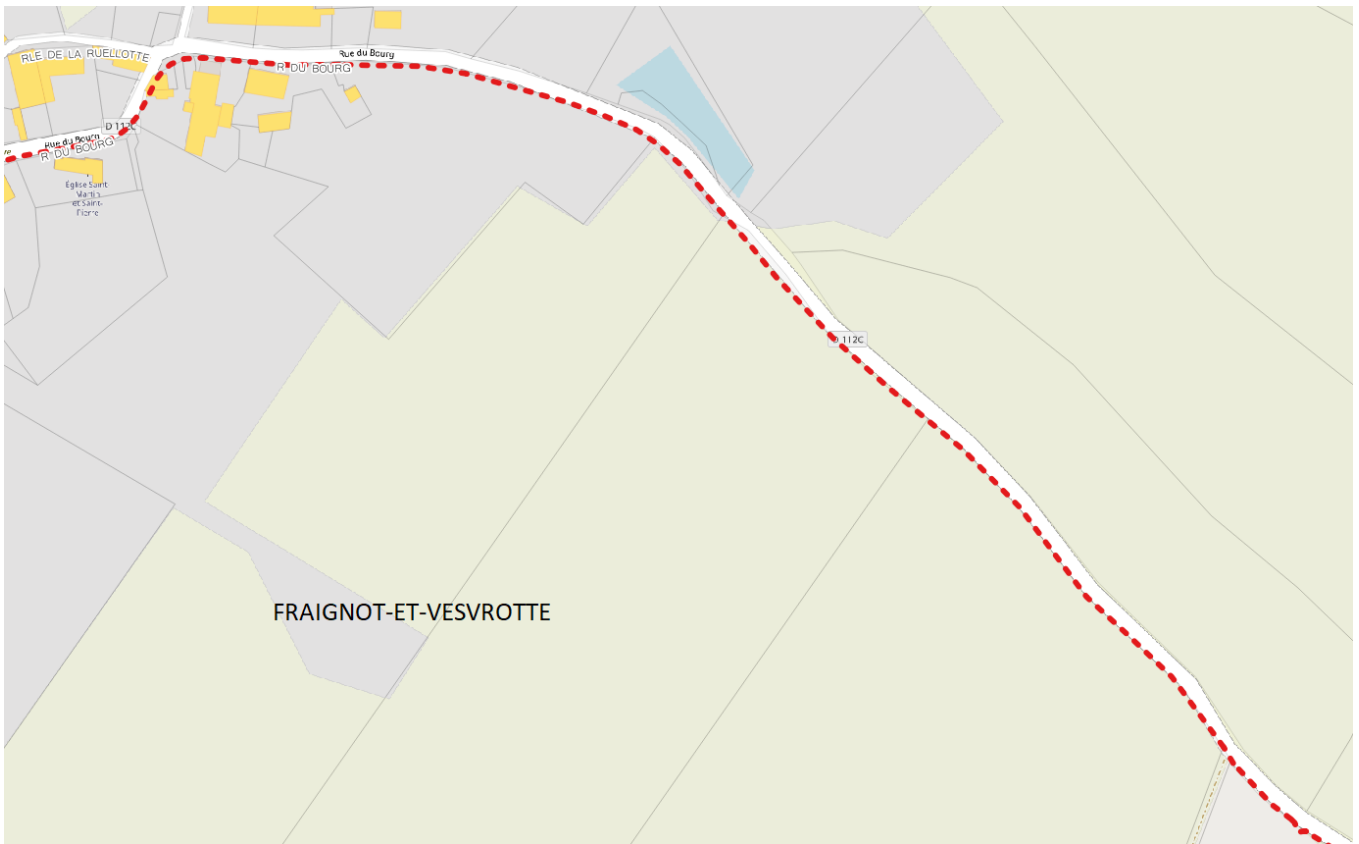 Rue du Bourg
RLE DE LA RUELLOTTE
R DU BOURG
D 112C
Rue du Bourg
R DU BOURG
Église Saint-
Martin
et Saint-
Pierre
D 112C
FRAIGNOT-ET-VESVROTTE